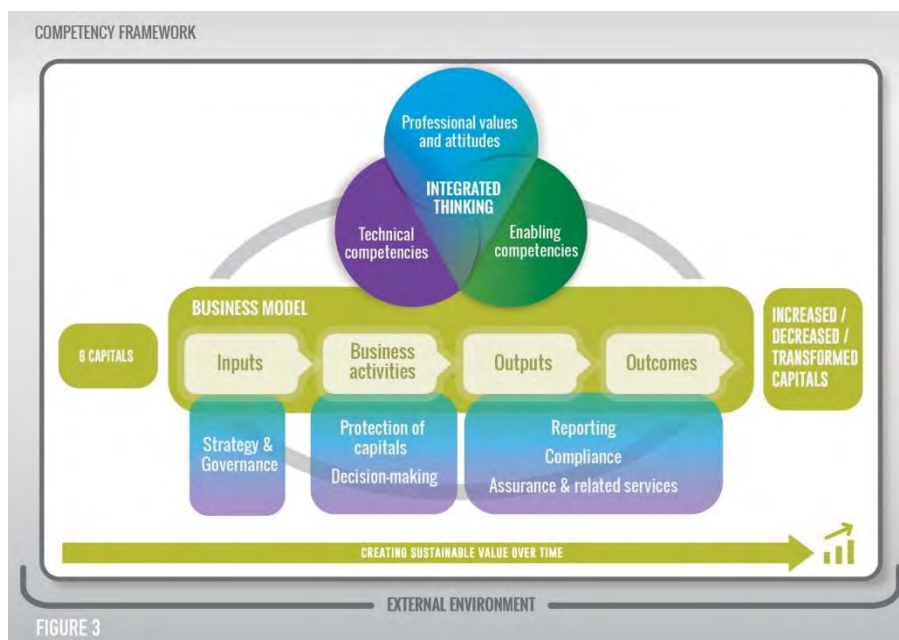 COMPETENCY FRAMEWORK
Professional values
and attitudes
INTEGRATED
THINKING
Technical
competencies
Enabling
competencies
BUSINESS MODEL
6 CAPITALS
Inputs
Business
activities
Outputs
Outcomes
INCREASED /
DECREASED /
TRANSFORMED
CAPITALS
Strategy &
Governance
Protection of
capitals
Decision-making
Reporting
Compliance
Assurance & related services
CREATING SUSTAINABLE VALUE OVER TIME
EXTERNAL ENVIRONMENT
FIGURE 3